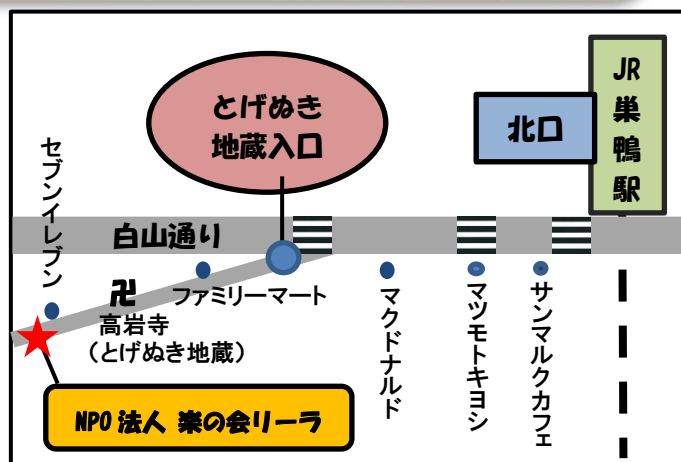 とげぬき
地蔵入口
北口
JR
巣
鴨
駅
セブンイレブン
白山通り
卍
ファミリーマート
高岩寺
(とげぬき地蔵)
マクドナルド
マツモトキヨシ
サンマルクカフェ
NPO法人 楽の会リーラ